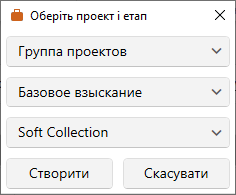 Оберіть проект і етап
Группа проектов
Базовое взыскание
Soft Collection
Створити Скасувати